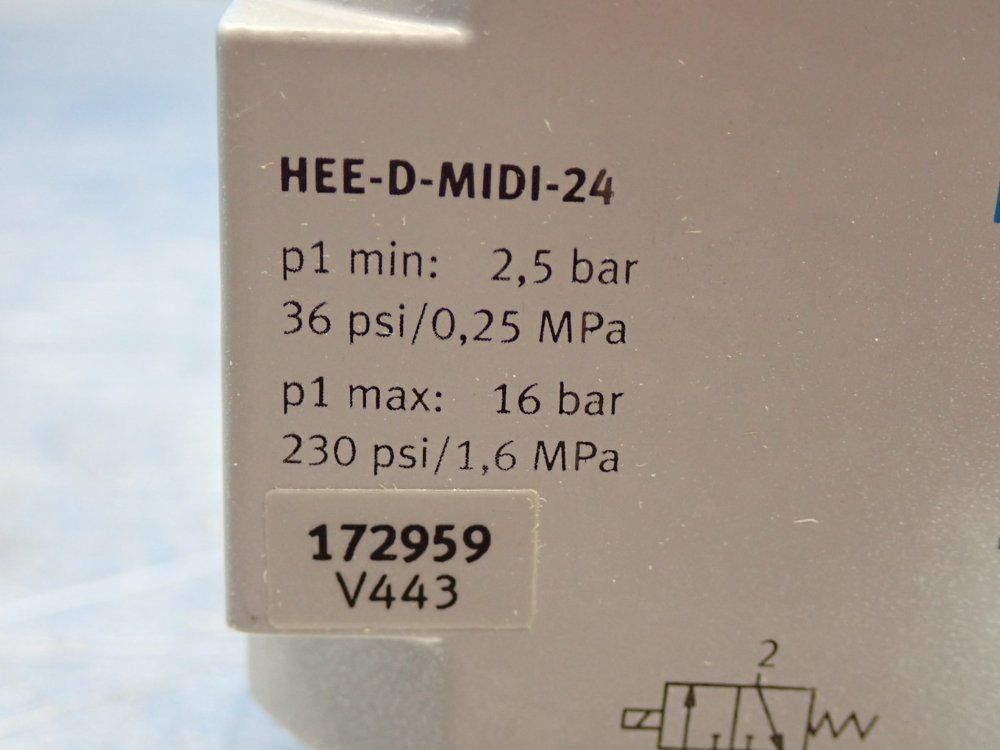 HEE-D-MIDI-24
p1 min: 2,5 bar
36 psi/0,25 MPa
p1 max: 16 bar
230 psi/1,6 MPa
172959
V443
2